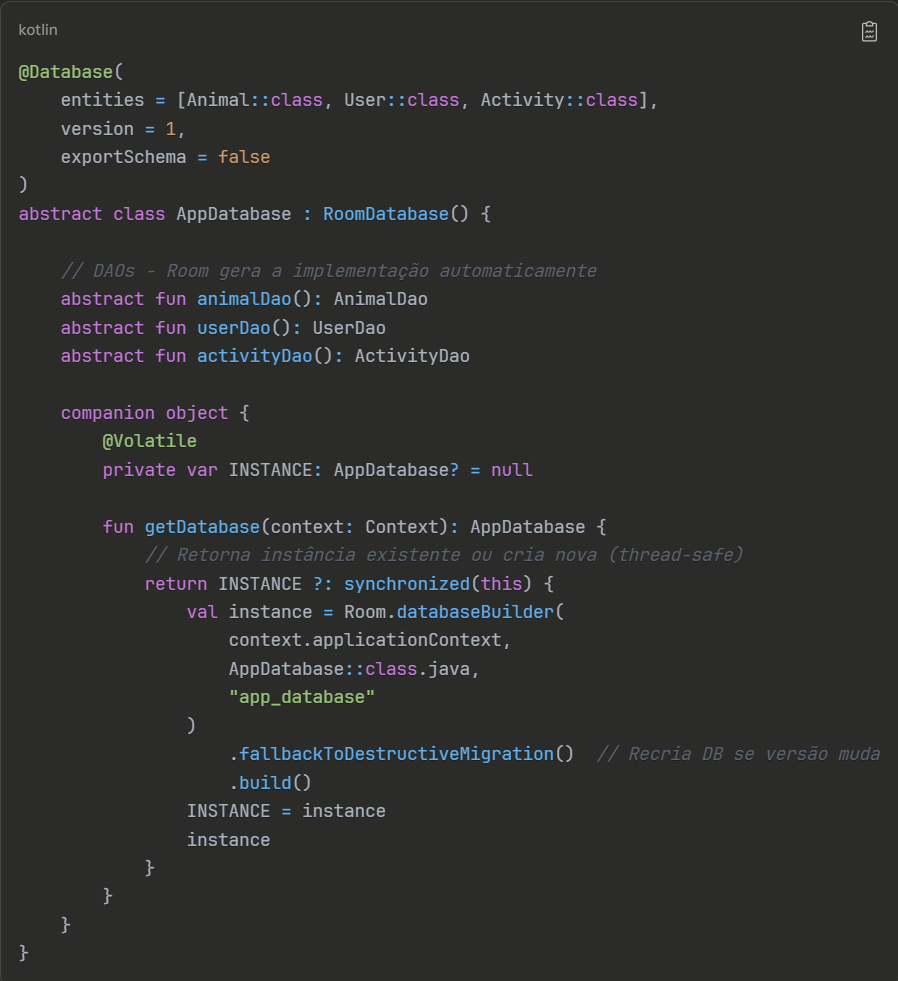 kotlin
@Database(
    entities = [Animal::class, User::class, Activity::class],
    version = 1,
    exportSchema = false
)
abstract class AppDatabase : RoomDatabase() {

    // DAOs - Room gera a implementação automaticamente
    abstract fun animalDao(): AnimalDao
    abstract fun userDao(): UserDao
    abstract fun activityDao(): ActivityDao

    companion object {
        @Volatile
        private var INSTANCE: AppDatabase? = null

        fun getDatabase(context: Context): AppDatabase {
            // Retorna instância existente ou cria nova (thread-safe)
            return INSTANCE ?: synchronized(this) {
                val instance = Room.databaseBuilder(
                    context.applicationContext,
                    AppDatabase::class.java,
                    "app_database"
                )
                    .fallbackToDestructiveMigration()  // Recria DB se versão muda
                    .build()
                INSTANCE = instance
                instance
            }
        }
    }
}